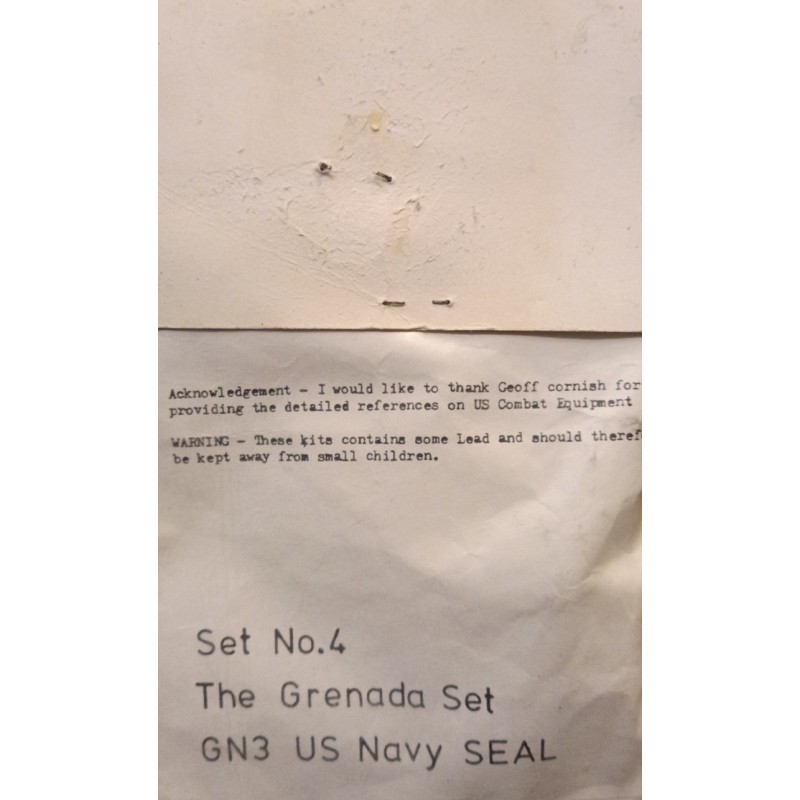 Acknowledgement - I would like to thank Geoff cornish for
providing the detailed references on US Combat Equipment
WARNING - These kits contains some Lead and should theref
be kept away from small children.
Set No.4
The Grenada Set
GN3 US Navy SEAL